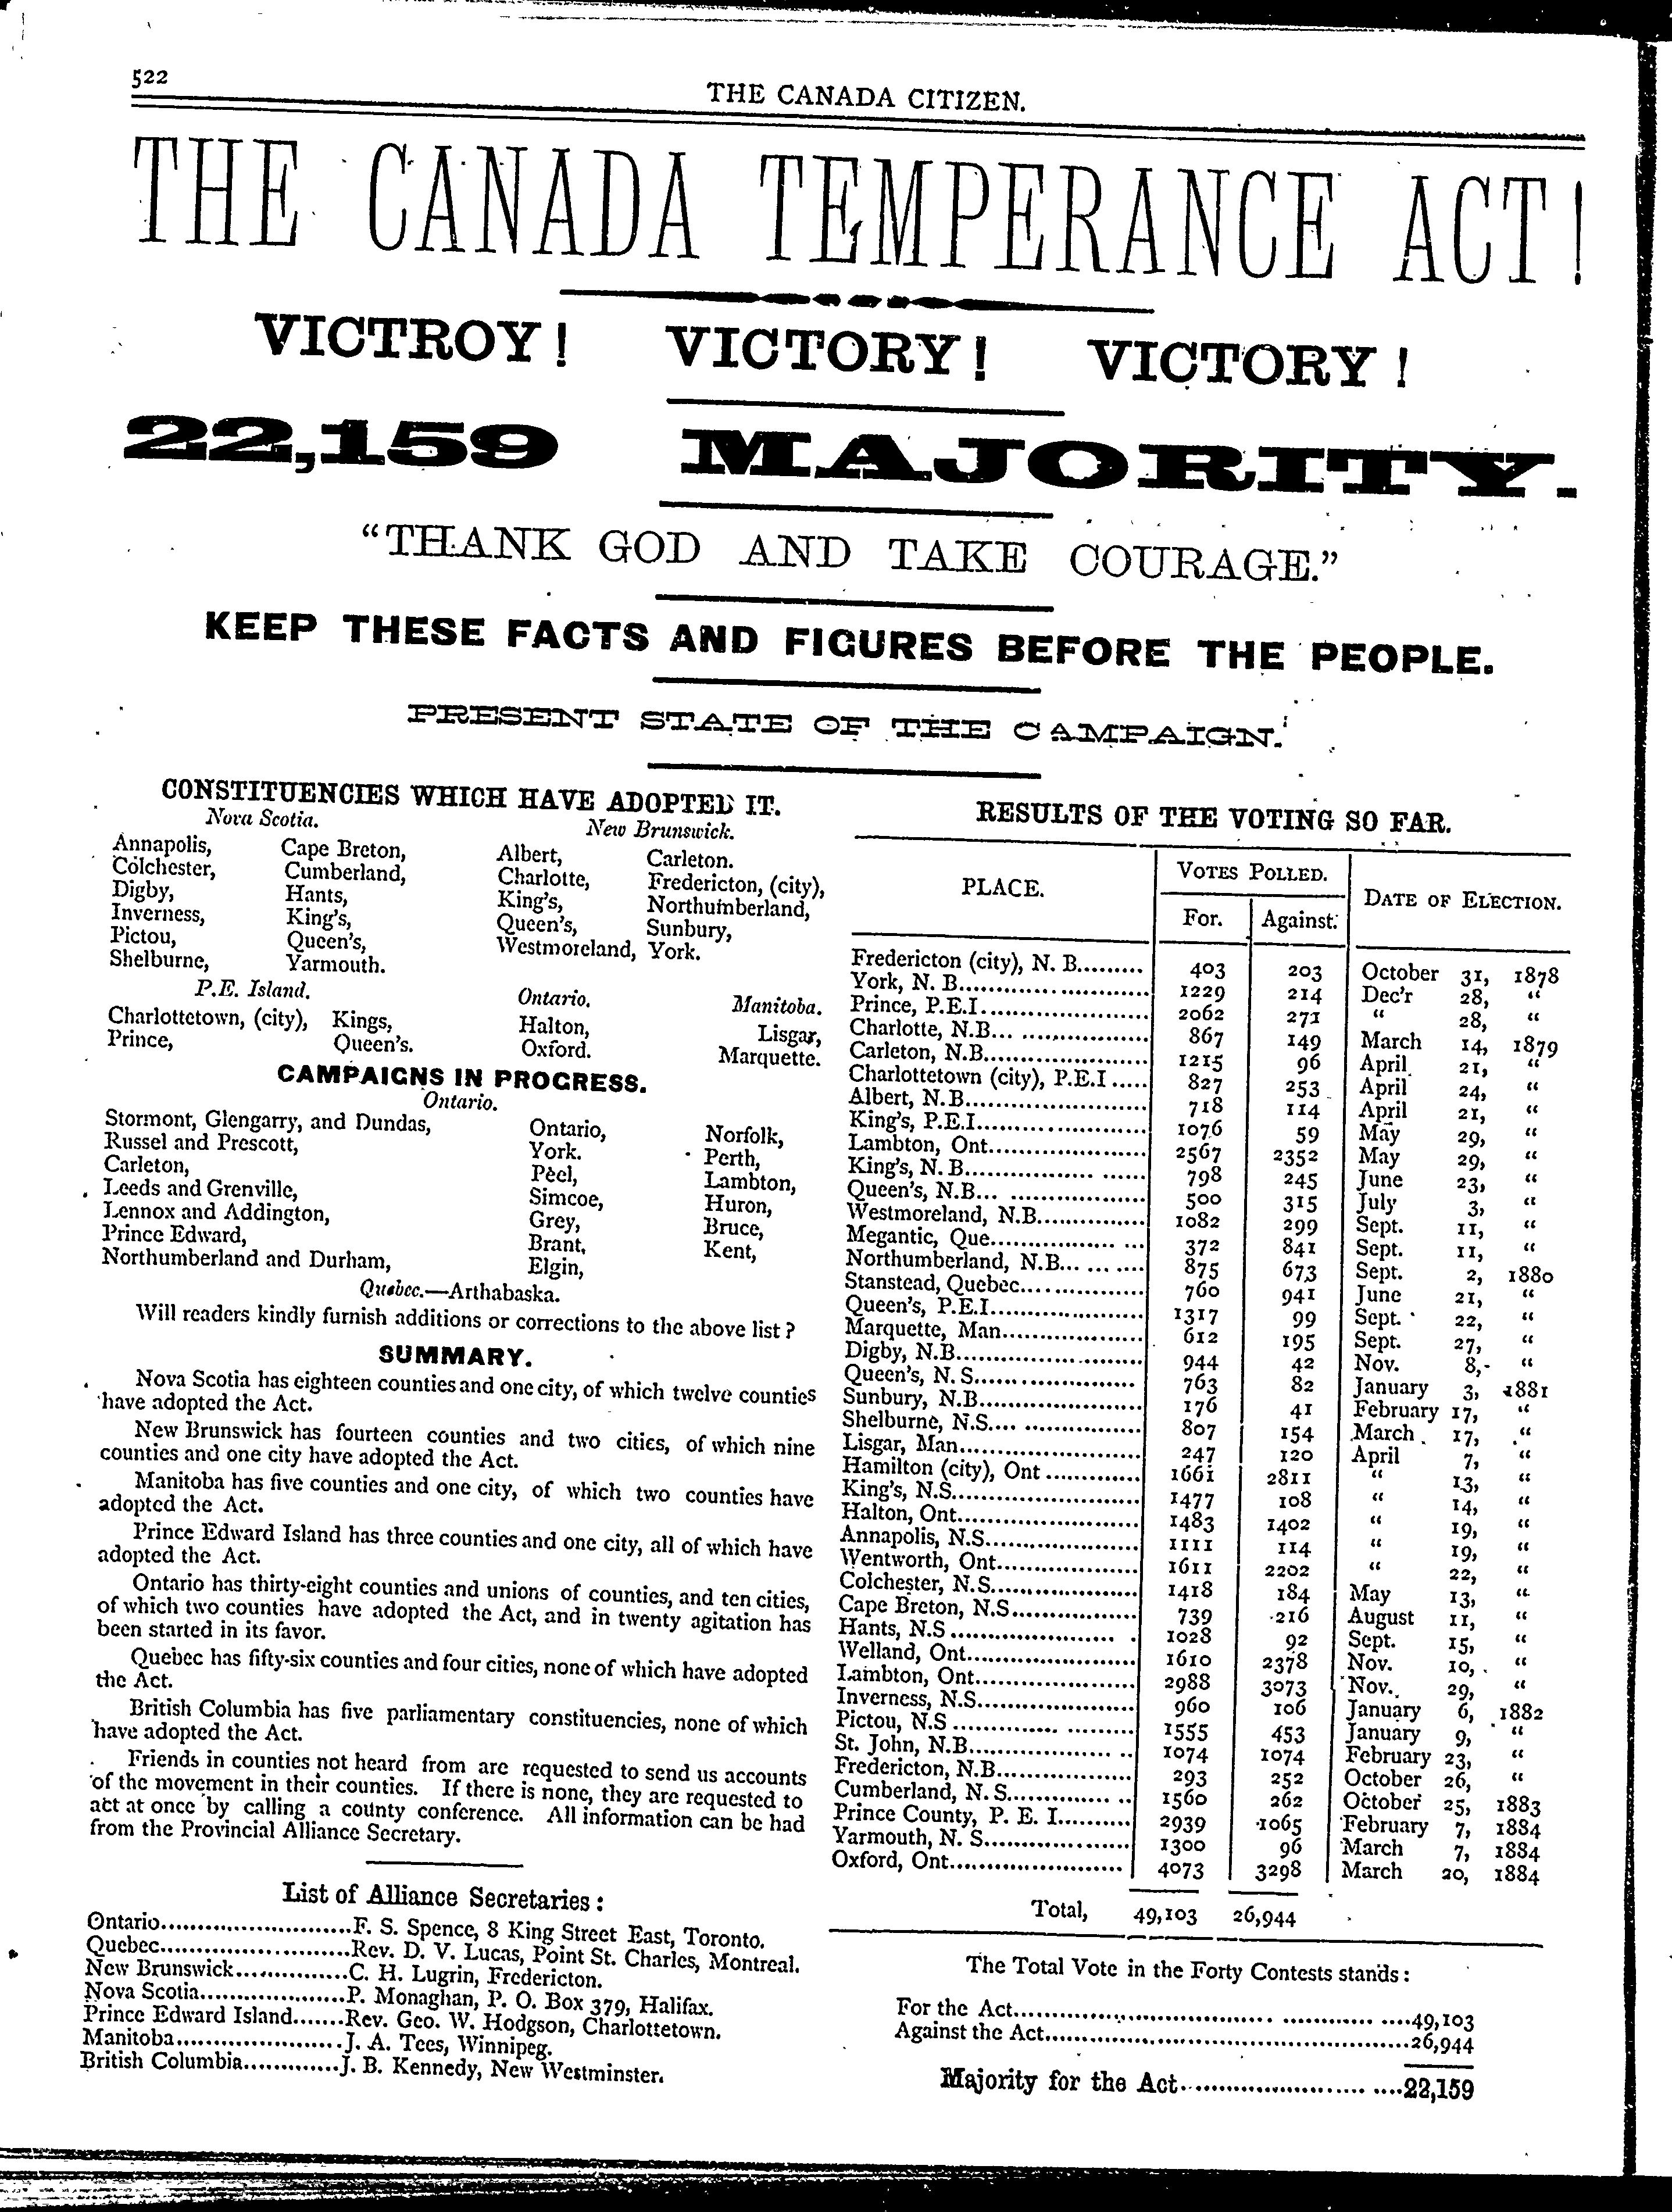 522
THE CANADA CITIZEN.
THE CANADA TEMPERANCE ACT!
VICTROY! VICTORY! VICTORY!
22,159 MAJORITY.
"THANK GOD AND TAKE COURAGE."
KEEP THESE FACTS AND FIGURES BEFORE THE PEOPLE.
PRESENT STATE OF THE CAMPAIGN.
CONSTITUENCIES WHICH HAVE ADOPTED IT.
Nova Scotia. New Brunswick.
Annapolis, Cape Breton, Albert, Carleton.
Colchester, Cumberland, Charlotte, Fredericton, (city),
Digby, Hants, King's, Northumberland,
Inverness, King's, Queen's, Sunbury,
Pictou, Queen's, Westmoreland, York.
Shelburne, Yarmouth.
P.E. Island. Ontario. Manitoba.
Charlottetown, (city), Kings, Halton, Lisgar,
Prince, Queen's. Oxford. Marquette.
CAMPAIGNS IN PROGRESS.
Ontario.
Stormont, Glengarry, and Dundas, Ontario, Norfolk,
Russel and Prescott, York. Perth,
Carleton, Peel, Lambton,
Leeds and Grenville, Simcoe, Huron,
Lennox and Addington, Grey, Bruce,
Prince Edward, Brant, Kent,
Northumberland and Durham, Elgin,
Quebec.—Arthabaska.
Will readers kindly furnish additions or corrections to the above list?
SUMMARY.
Nova Scotia has eighteen counties and one city, of which twelve counties
have adopted the Act.
New Brunswick has fourteen counties and two cities, of which nine
counties and one city have adopted the Act.
Manitoba has five counties and one city, of which two counties have
adopted the Act.
Prince Edward Island has three counties and one city, all of which have
adopted the Act.
Ontario has thirty-eight counties and unions of counties, and ten cities,
of which two counties have adopted the Act, and in twenty agitation has
been started in its favor.
Quebec has fifty-six counties and four cities, none of which have adopted
the Act.
British Columbia has five parliamentary constituencies, none of which
have adopted the Act.
Friends in counties not heard from are requested to send us accounts
of the movement in their counties. If there is none, they are requested to
act at once by calling a county conference. All information can be had
from the Provincial Alliance Secretary.
List of Alliance Secretaries:
Ontario..........F. S. Spence, 8 King Street East, Toronto.
Quebec..........Rev. D. V. Lucas, Point St. Charles, Montreal.
New Brunswick..........C. H. Lugrin, Fredericton.
Nova Scotia..........P. Monaghan, P. O. Box 379, Halifax.
Prince Edward Island.......Rev. Geo. W. Hodgson, Charlottetown.
Manitoba..........J. A. Tees, Winnipeg.
British Columbia..........J. B. Kennedy, New Westminster.
RESULTS OF THE VOTING SO FAR.
PLACE. VOTES POLLED. DATE OF ELECTION.
For. Against.
Fredericton (city), N. B......... 403 203 October 31, 1878
York, N. B......... 1229 214 Dec'r 28, "
Prince, P.E.I......... 2062 271 " 28, "
Charlotte, N.B......... 867 149 March 14, 1879
Carleton, N.B......... 1215 96 April 21, "
Charlottetown (city), P.E.I..... 827 253 April 24, "
Albert, N.B......... 718 114 April 21, "
King's, P.E.I......... 1076 59 May 29, "
Lambton, Ont......... 2567 2352 May 29, "
King's, N. B......... 798 245 June 23, "
Queen's, N.B......... 500 315 July 3, "
Westmoreland, N.B......... 1082 299 Sept. 11, "
Megantic, Que......... 372 841 Sept. 11, "
Northumberland, N.B......... 875 673 Sept. 2, 1880
Stanstead, Quebec......... 760 941 June 21, "
Queen's, P.E.I......... 1317 99 Sept. 22, "
Marquette, Man......... 612 195 Sept. 27, "
Digby, N.B......... 944 42 Nov. 8, "
Queen's, N. S......... 763 82 January 3, 1881
Sunbury, N.B......... 176 41 February 17, "
Shelburne, N.S......... 807 154 March 17, "
Lisgar, Man......... 247 120 April 7, "
Hamilton (city), Ont......... 1661 2811 " 13, "
King's, N.S......... 1477 108 " 14, "
Halton, Ont......... 1483 1402 " 19, "
Annapolis, N.S......... 1111 114 " 19, "
Wentworth, Ont......... 1611 2202 " 22, "
Colchester, N.S......... 1418 184 May 13, "
Cape Breton, N.S......... 739 216 August 11, "
Hants, N.S......... 1028 92 Sept. 15, "
Welland, Ont......... 1610 2378 Nov. 10, "
Lambton, Ont......... 2988 3073 Nov. 29, "
Inverness, N.S......... 960 106 January 6, 1882
Pictou, N.S......... 1555 453 January 9, "
St. John, N.B......... 1074 1074 February 23, "
Fredericton, N.B......... 293 252 October 26, "
Cumberland, N. S......... 1560 262 October 25, 1883
Prince County, P. E. I......... 2939 1065 February 7, 1884
Yarmouth, N. S......... 1300 96 March 7, 1884
Oxford, Ont......... 4073 3298 March 20, 1884
Total, 49,103 26,944
The Total Vote in the Forty Contests stands:
For the Act..........49,103
Against the Act..........26,944
Majority for the Act..........22,159